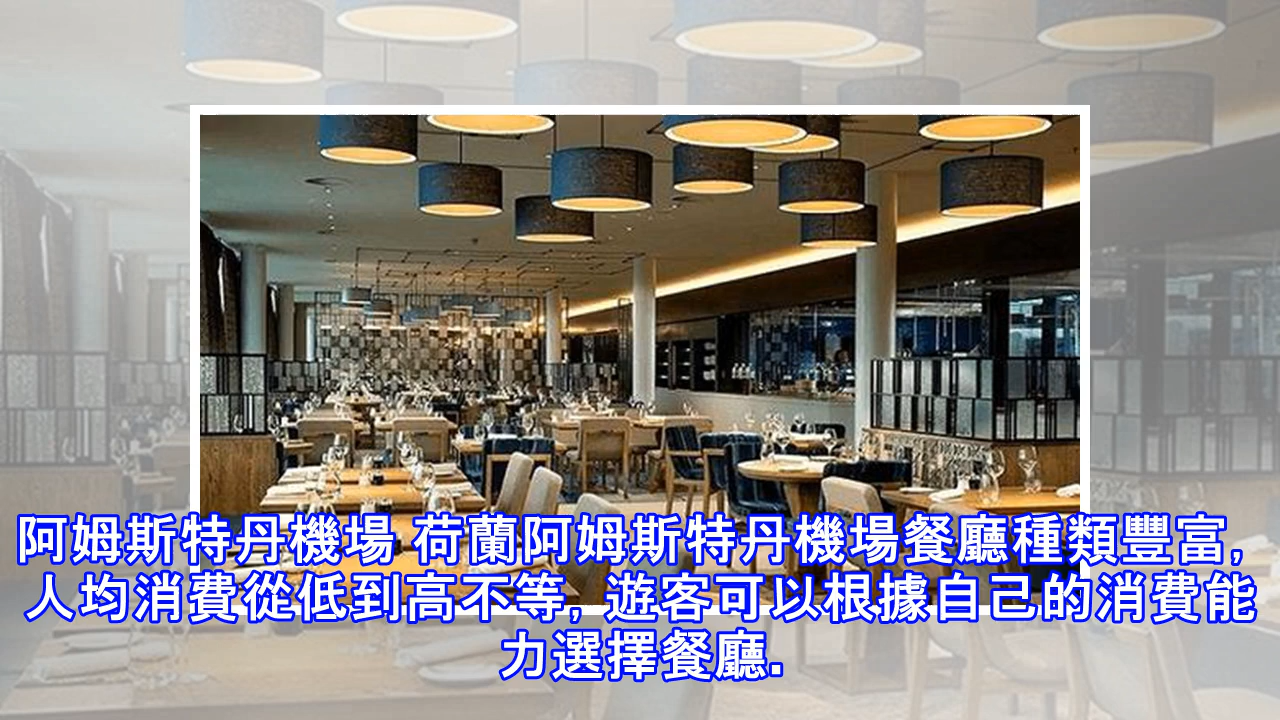 阿姆斯特丹機場 荷蘭阿姆斯特丹機場餐廳種類豐富,
人均消費從低到高不等, 遊客可以根據自己的消費能
力選擇餐廳.